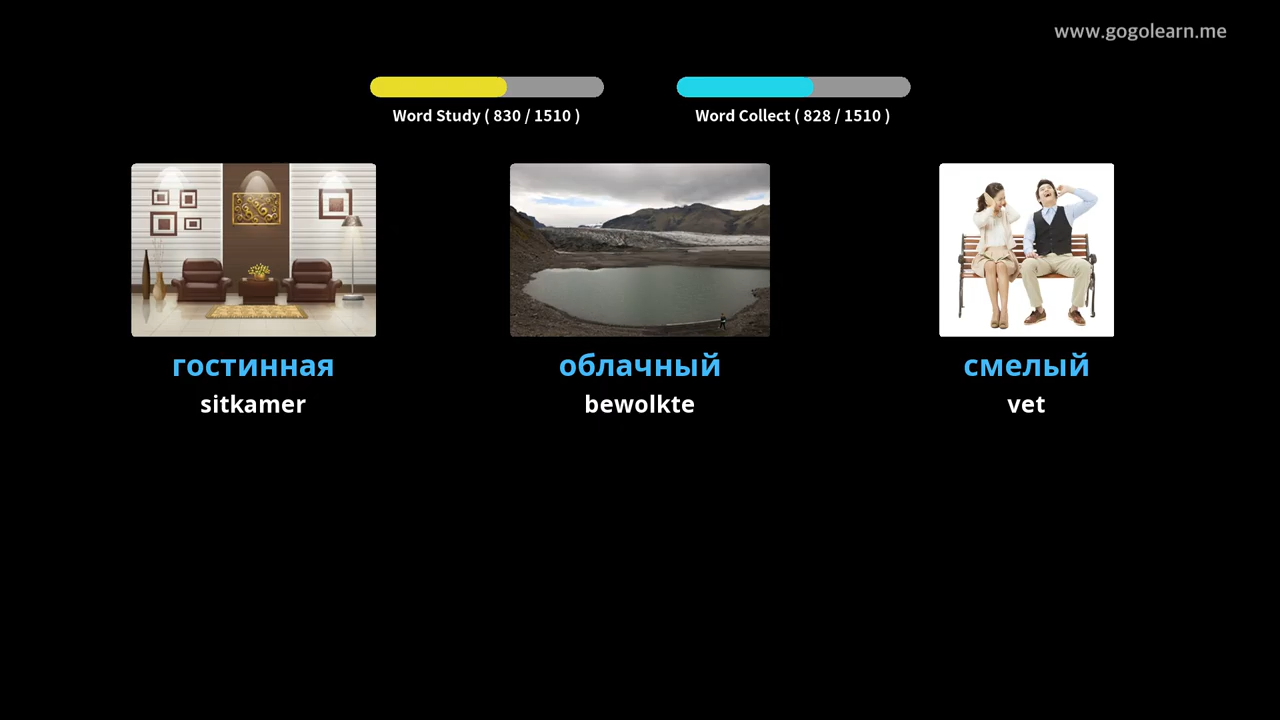 www.gogolearn.me
Word Study ( 830 / 1510 )
Word Collect ( 828 / 1510 )
гостинная
sitkamer
облачный
bewolkte
смелый
vet